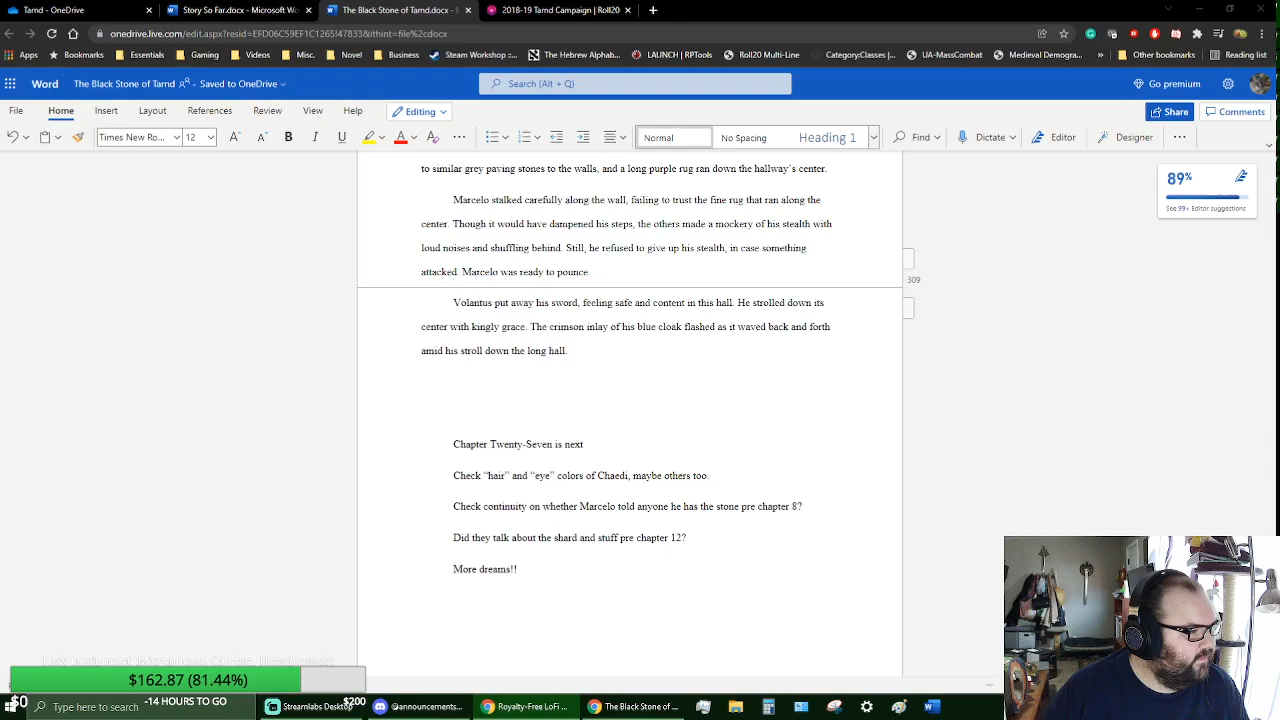 Tarnd - OneDrive
Story So Far.docx - Microsoft Wo
The Black Stone of Tarnd.docx -
2018-19 Tarnd Campaign | Roll20
onedrive.live.com/edit.aspx?resid=EFD06C59EF1C1265!47833&ithint=file%2cdocx
Apps
Bookmarks
Essentials
Gaming
Videos
Misc.
Novel
Business
Steam Workshop :...
The Hebrew Alphab...
LAUNCH | RPTools
Roll20 Multi-Line
Category:Classes |...
UA-MassCombat
Medieval Demogra...
»
Other bookmarks
Reading list
Word
The Black Stone of Tarnd - Saved to OneDrive
Search (Alt + Q)
Go premium
File
Home
Insert
Layout
References
Review
View
Help
Editing
Share
Comments
Times New Ro...
12
B
I
U
Normal
No Spacing
Heading 1
Find
Dictate
Editor
Designer
89%
See 99+ Editor suggestions
to similar grey paving stones to the walls, and a long purple rug ran down the hallway's center.
Marcelo stalked carefully along the wall, failing to trust the fine rug that ran along the
center. Though it would have dampened his steps, the others made a mockery of his stealth with
loud noises and shuffling behind. Still, he refused to give up his stealth, in case something
attacked. Marcelo was ready to pounce.
309
Volantus put away his sword, feeling safe and content in this hall. He strolled down its
center with kingly grace. The crimson inlay of his blue cloak flashed as it waved back and forth
amid his stroll down the long hall.
Chapter Twenty-Seven is next
Check “hair” and “eye” colors of Chaedi, maybe others too.
Check continuity on whether Marcelo told anyone he has the stone pre chapter 8?
Did they talk about the shard and stuff pre chapter 12?
More dreams!!
$162.87 (81.44%)
$0
-14 HOURS TO GO
$200
Type here to search
Streamlabs Desktop
@announcements...
Royalty+Free LoFi ...
The Black Stone of ...